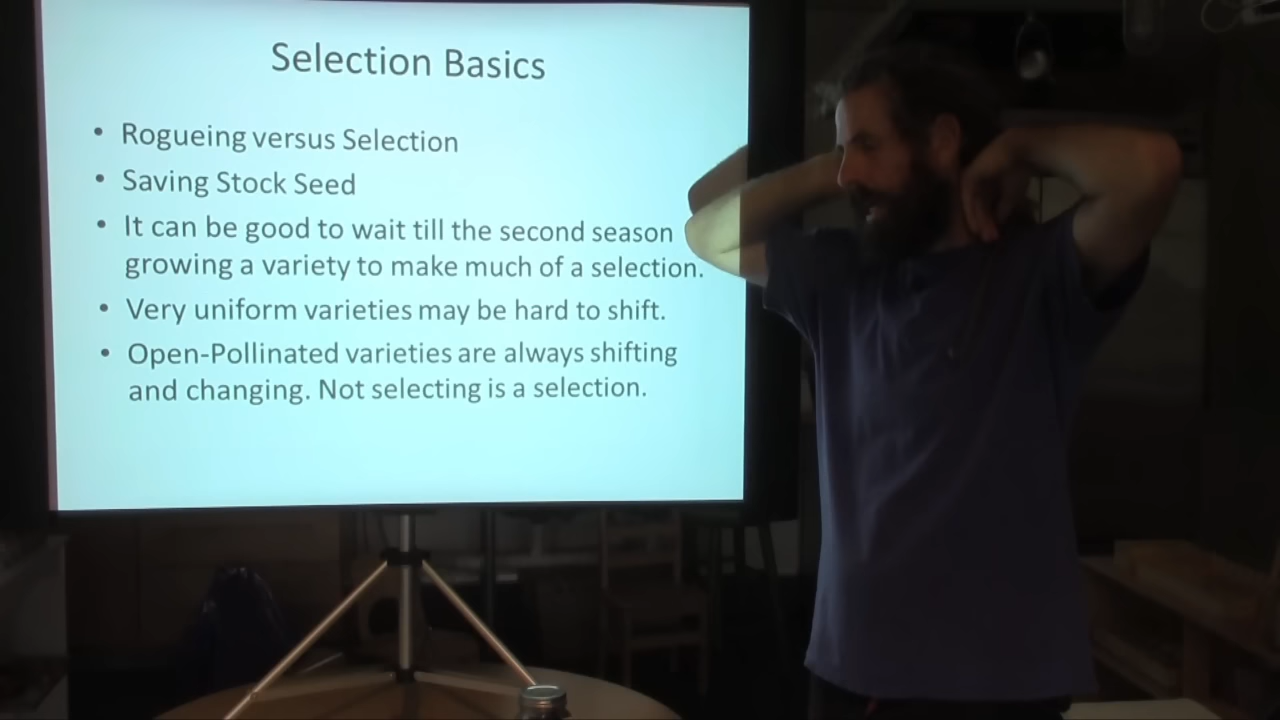 Selection Basics
• Rogueing versus Selection
• Saving Stock Seed
• It can be good to wait till the second season
growing a variety to make much of a selection.
• Very uniform varieties may be hard to shift.
• Open-Pollinated varieties are always shifting
and changing. Not selecting is a selection.